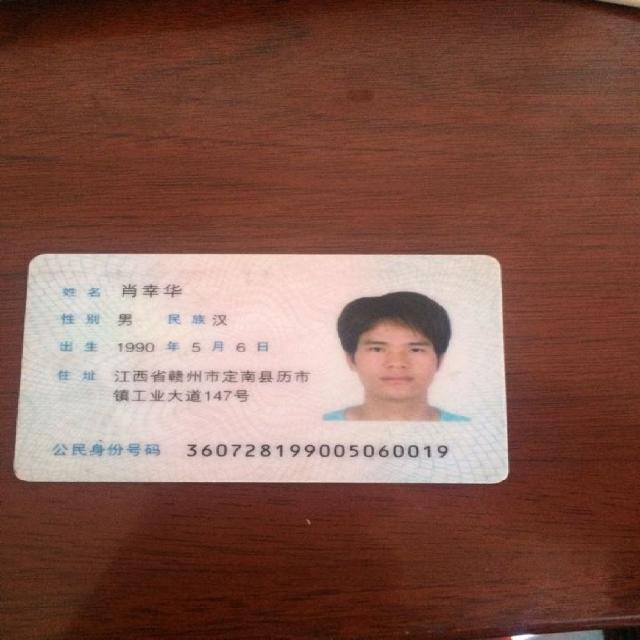 姓名 肖幸华
性别 男 民族 汉
出生 1990 年 5 月 6 日
住址 江西省赣州市定南县历市
镇工业大道147号
公民身份号码 360728199005060019